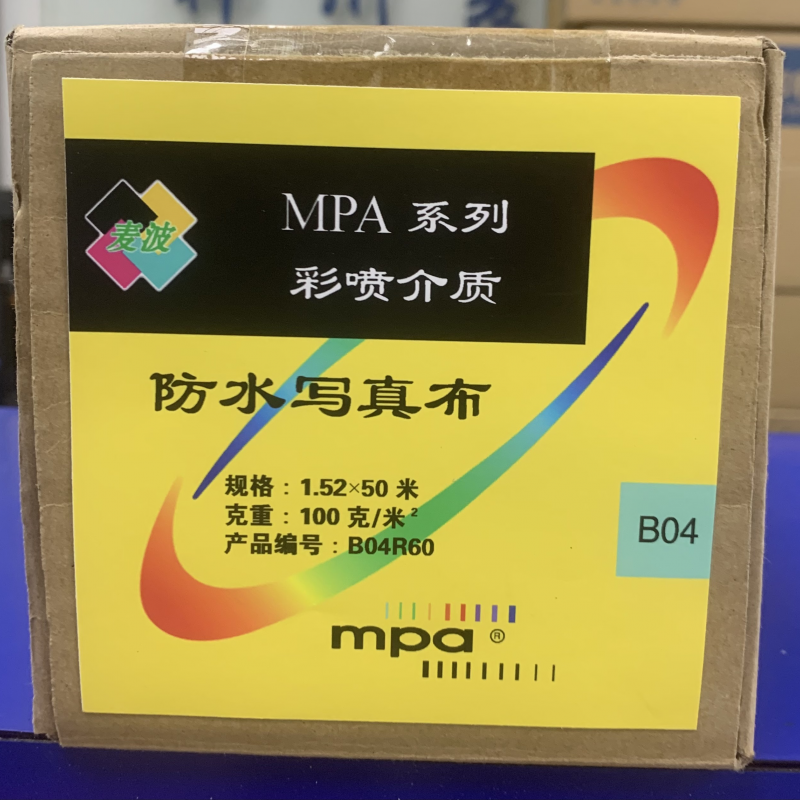 麦波
MPA 系列
彩喷介质
防水写真布
规格：1.52×50 米
克重：100 克/米²
产品编号：B04R60
B04
mpa®